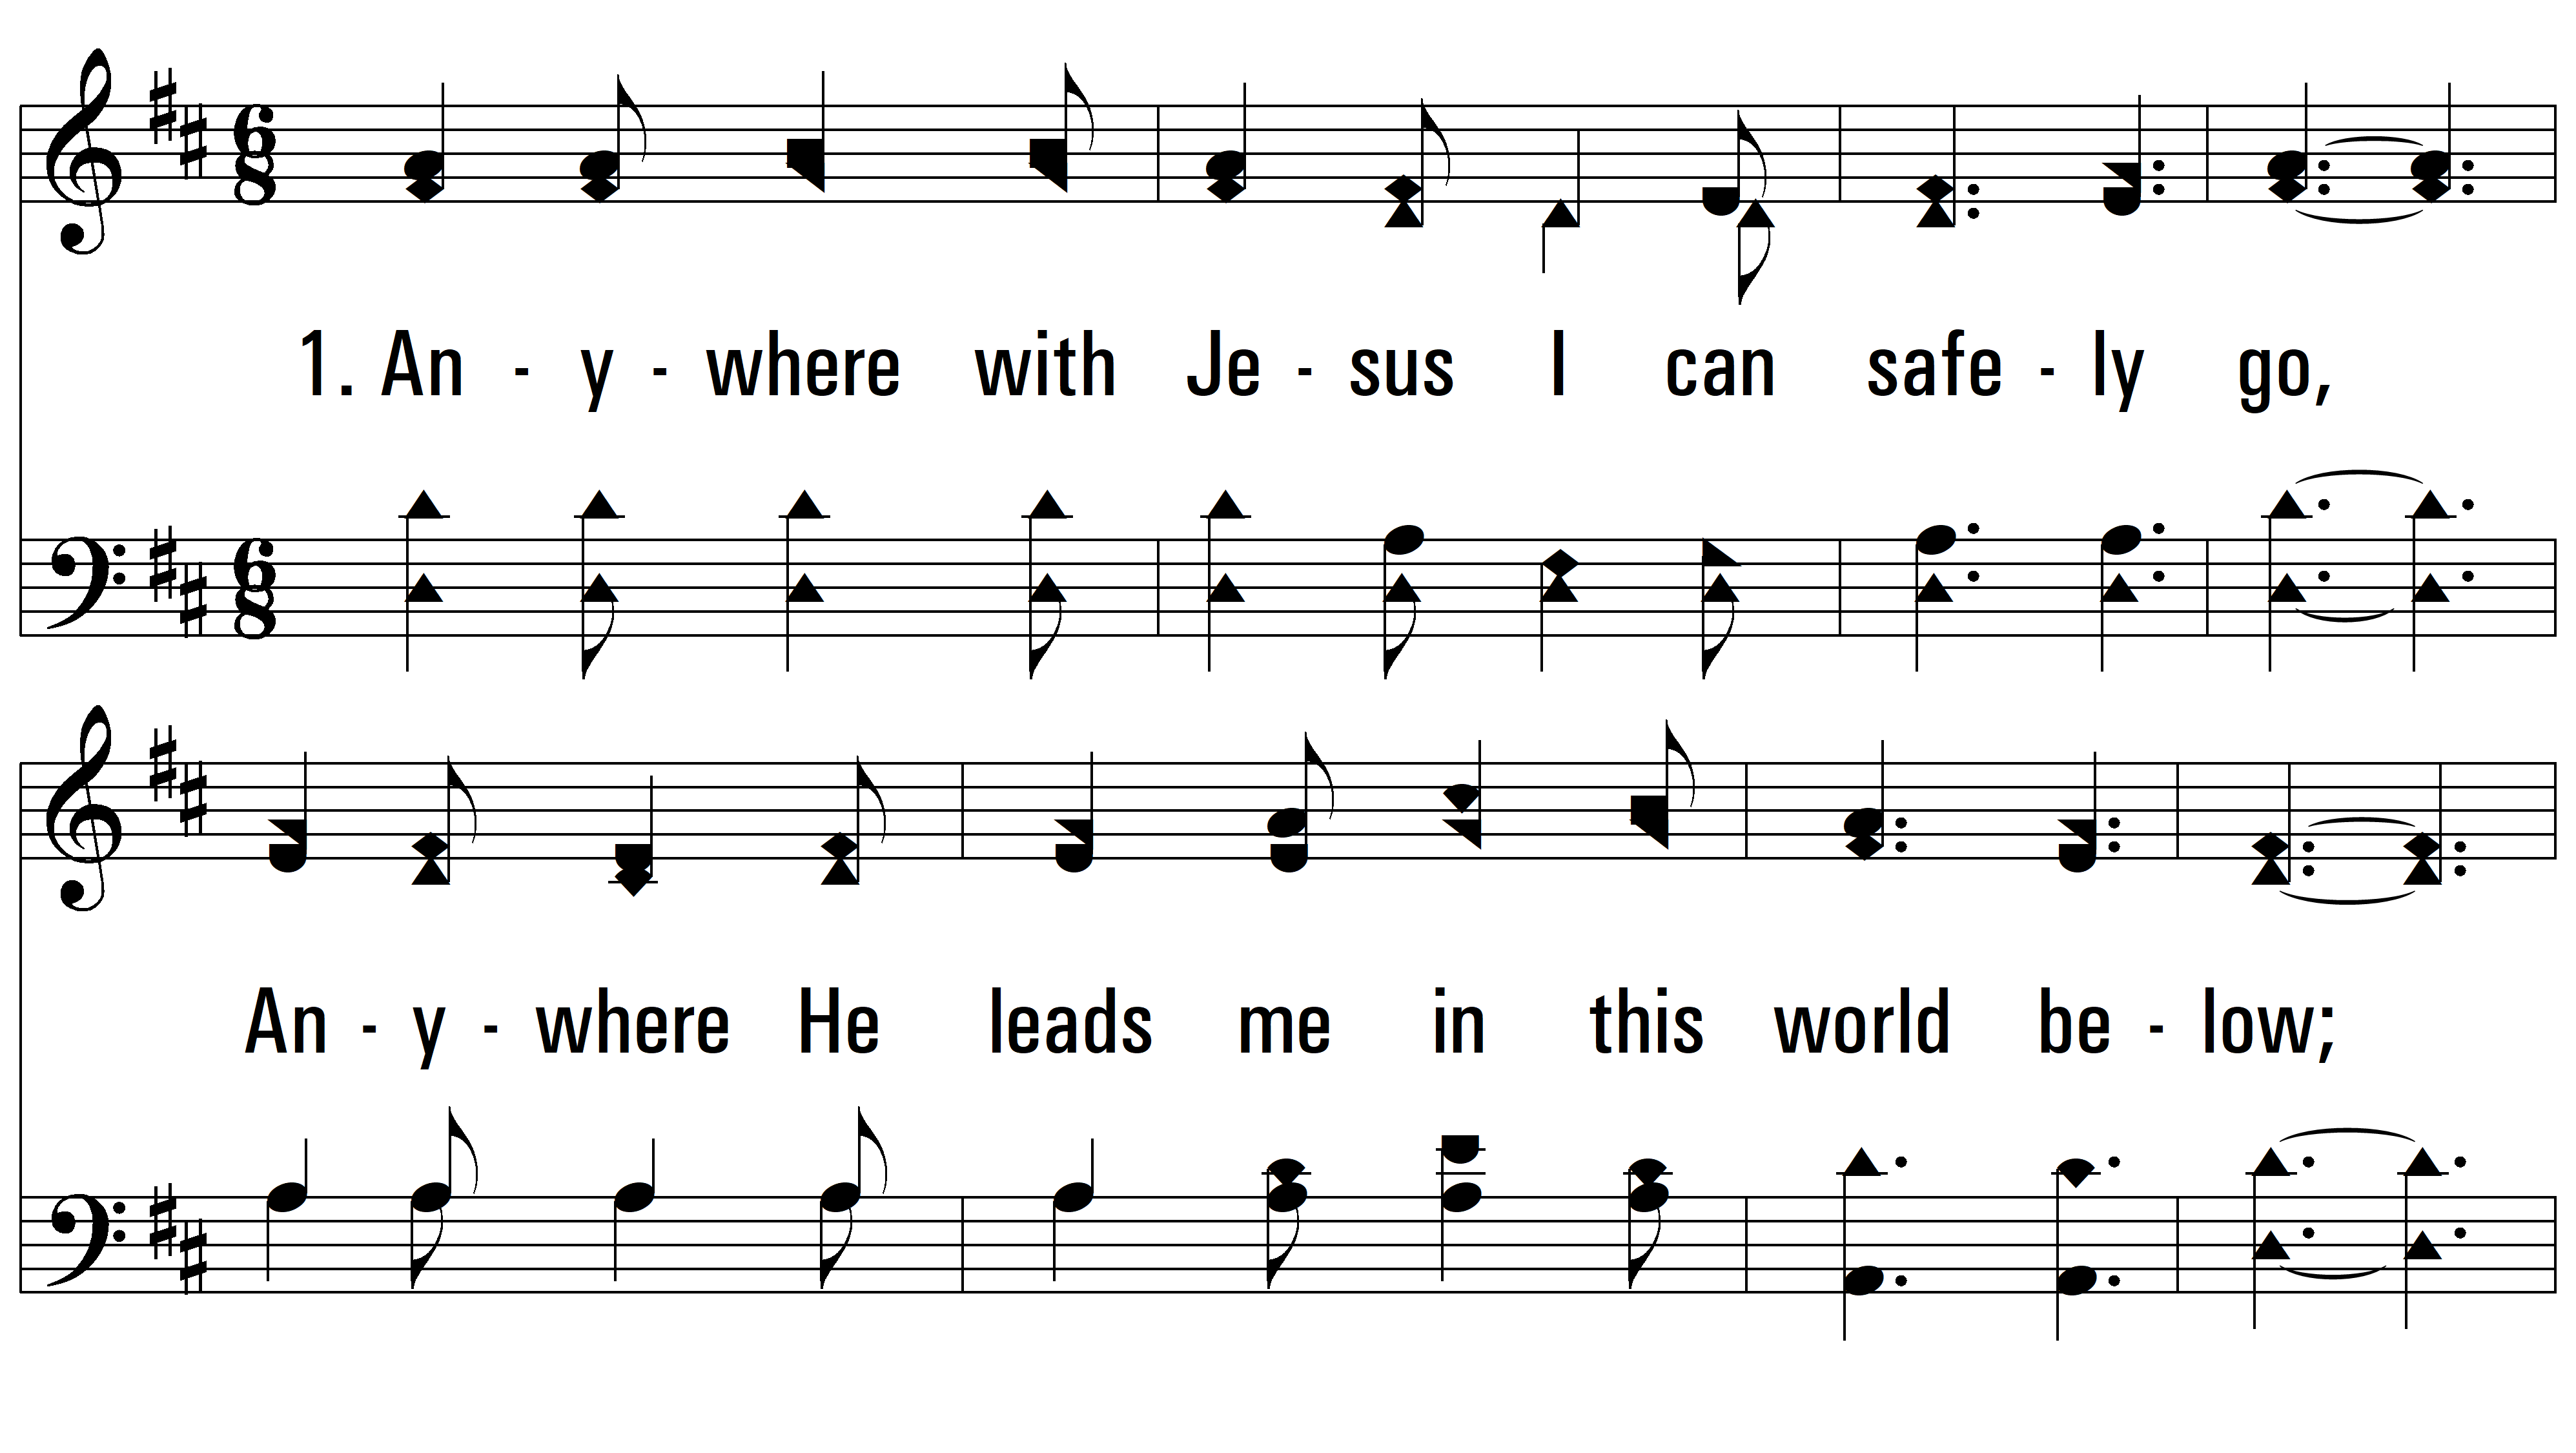 1. An - y - where with Je - sus I can safe - ly go,
An - y - where He leads me in this world be - low;